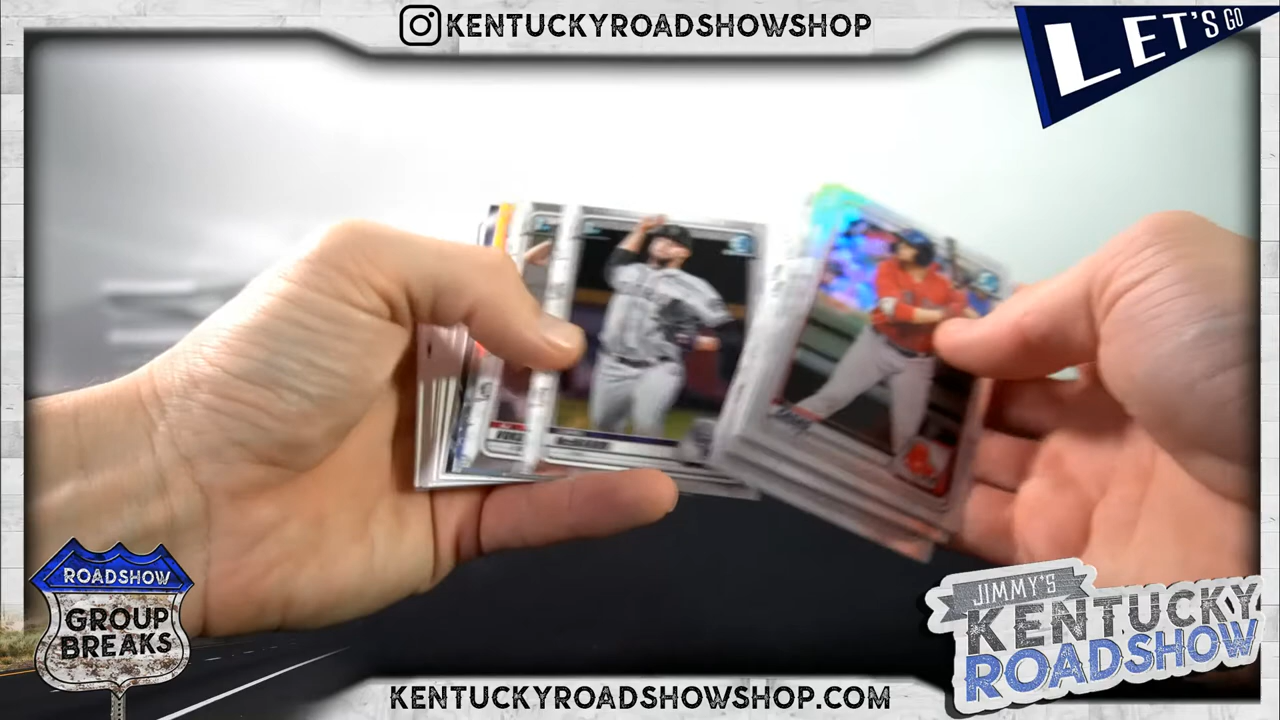 KENTUCKYROADSHOWSHOP
LET'S GO
ROADSHOW
GROUP
BREAKS
JIMMY'S
KENTUCKY
ROADSHOW
KENTUCKYROADSHOWSHOP.COM